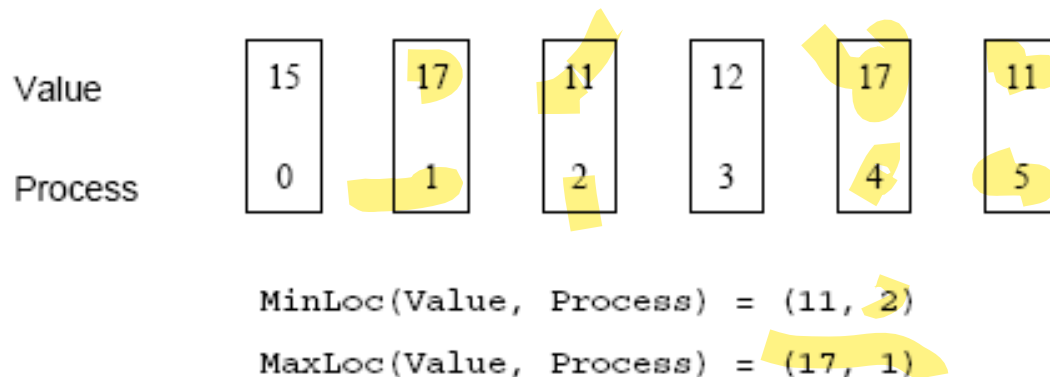 Value 15 17 11 12 17 11
Process 0 1 2 3 4 5
MinLoc(Value, Process) = (11, 2)
MaxLoc(Value, Process) = (17, 1)